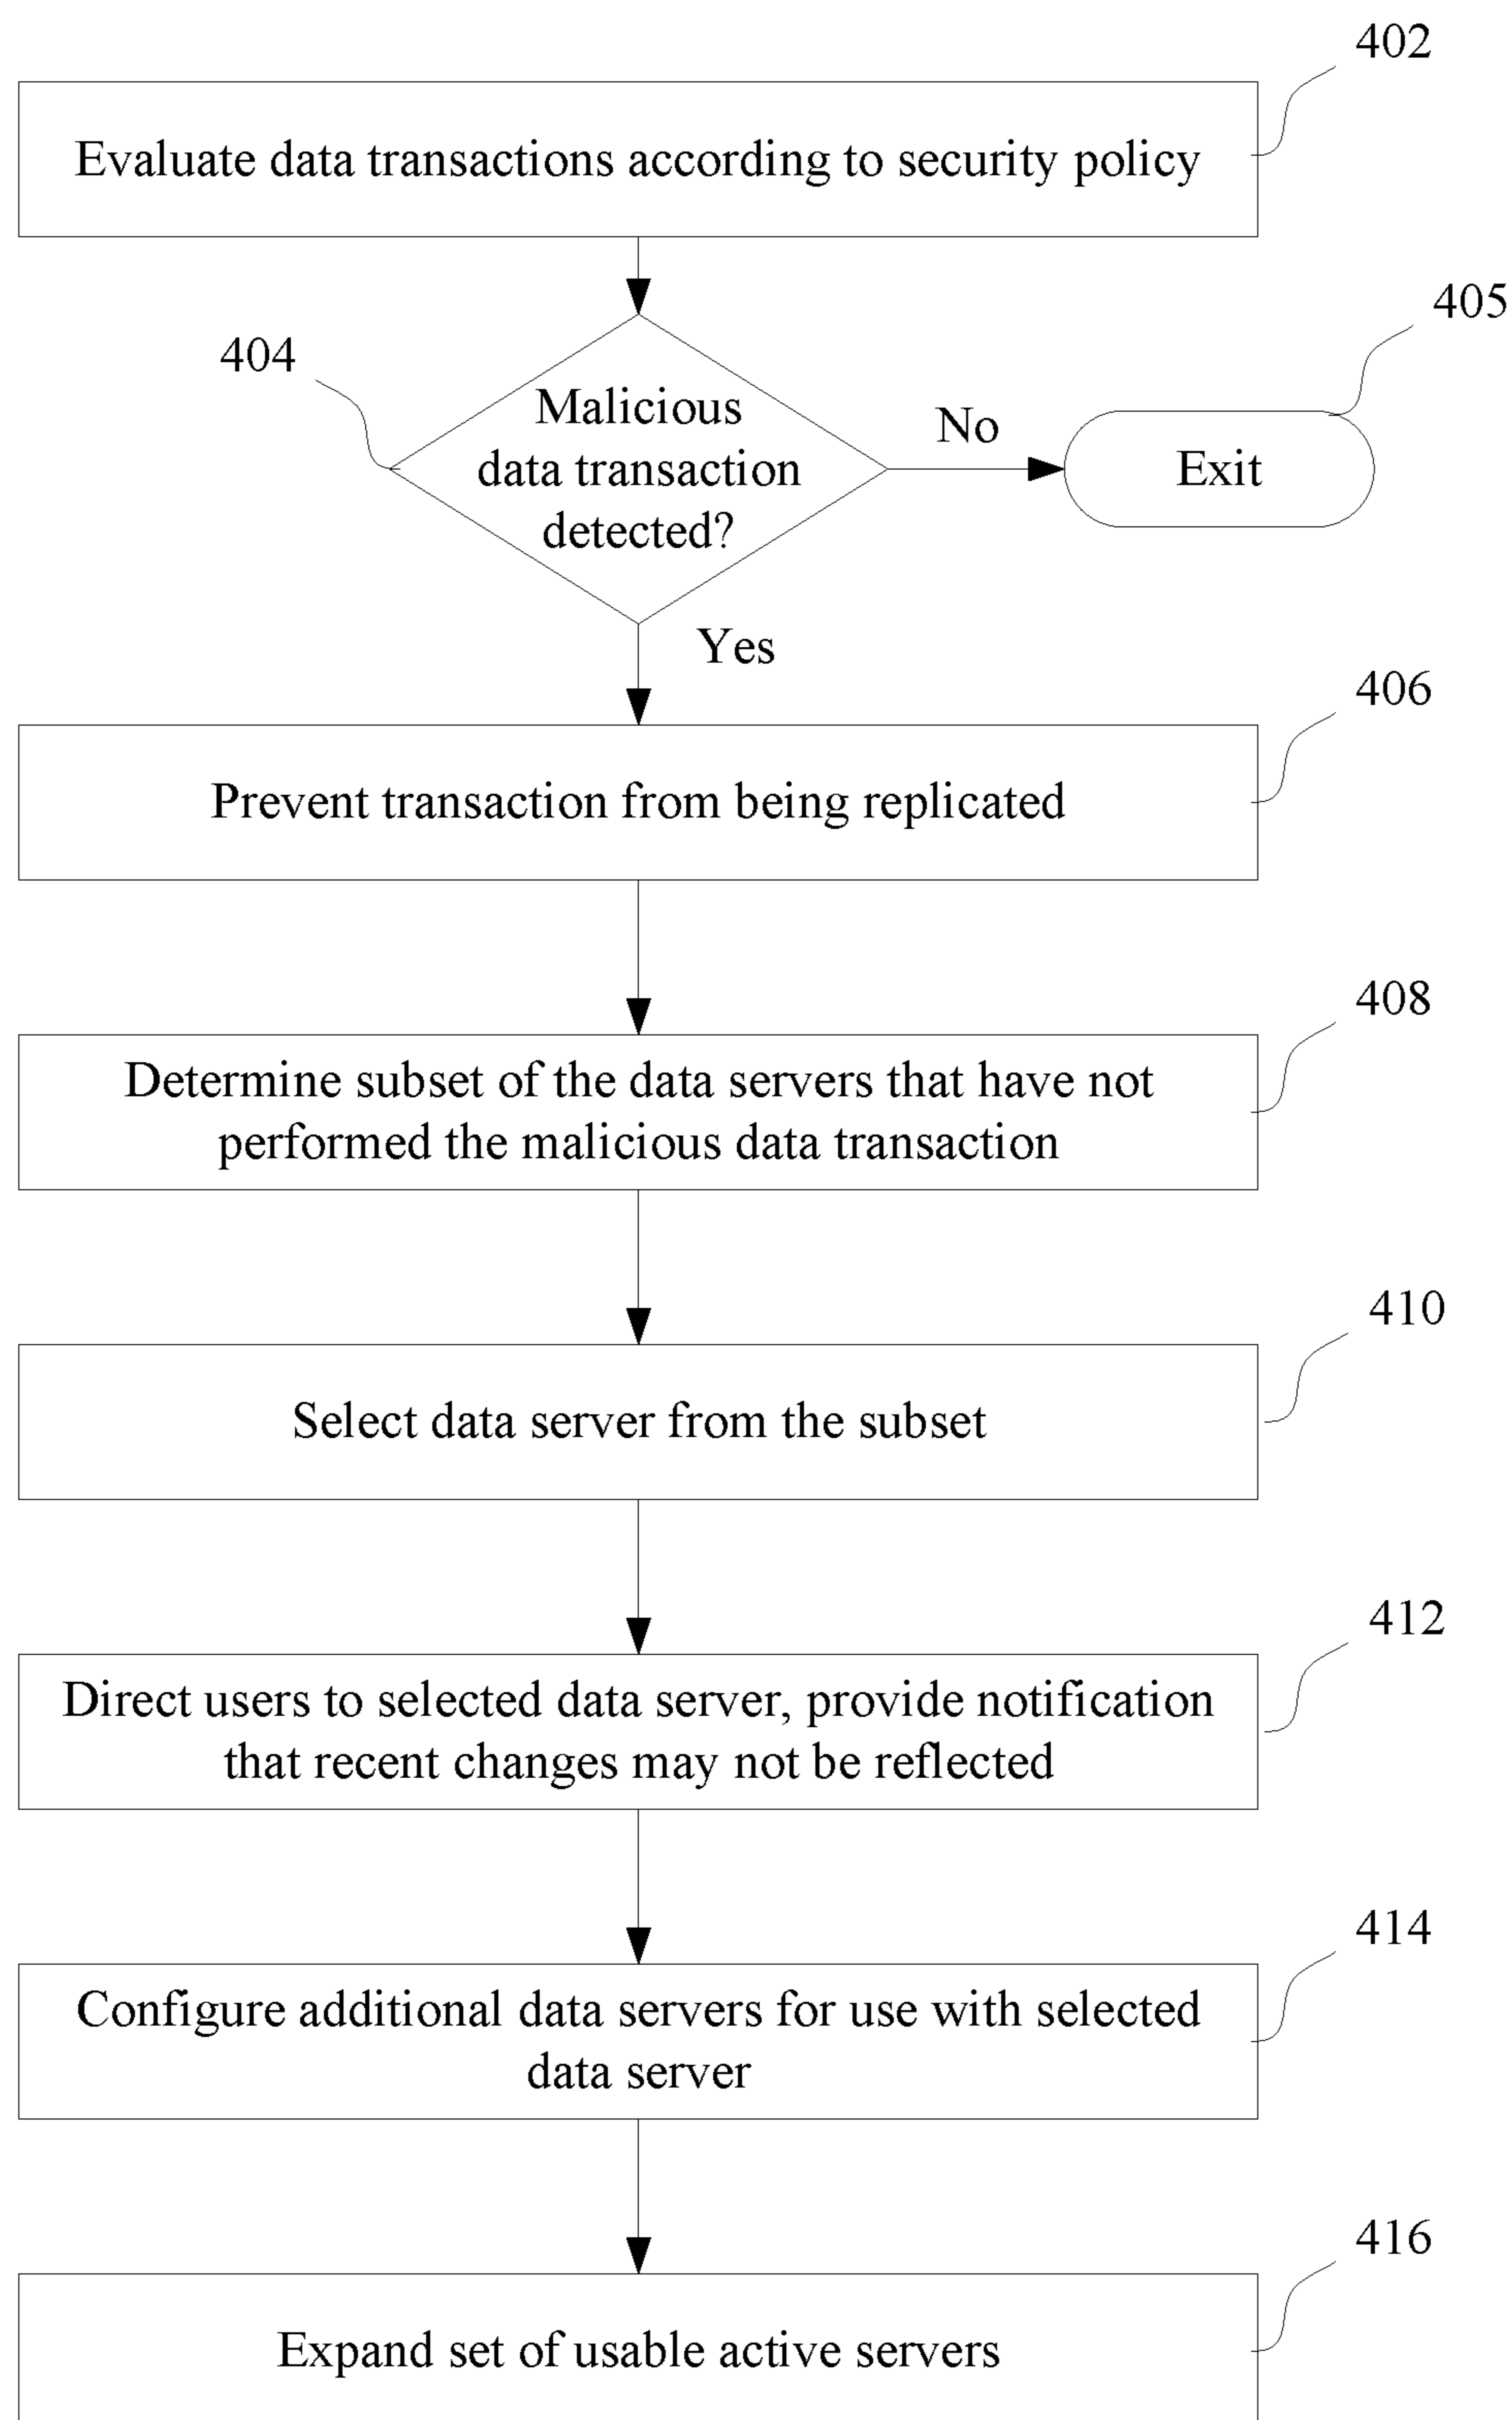 402
Evaluate data transactions according to security policy
405
404
Malicious
data transaction
detected?
No
Exit
Yes
406
Prevent transaction from being replicated
408
Determine subset of the data servers that have not
performed the malicious data transaction
410
Select data server from the subset
412
Direct users to selected data server, provide notification
that recent changes may not be reflected
414
Configure additional data servers for use with selected
data server
416
Expand set of usable active servers